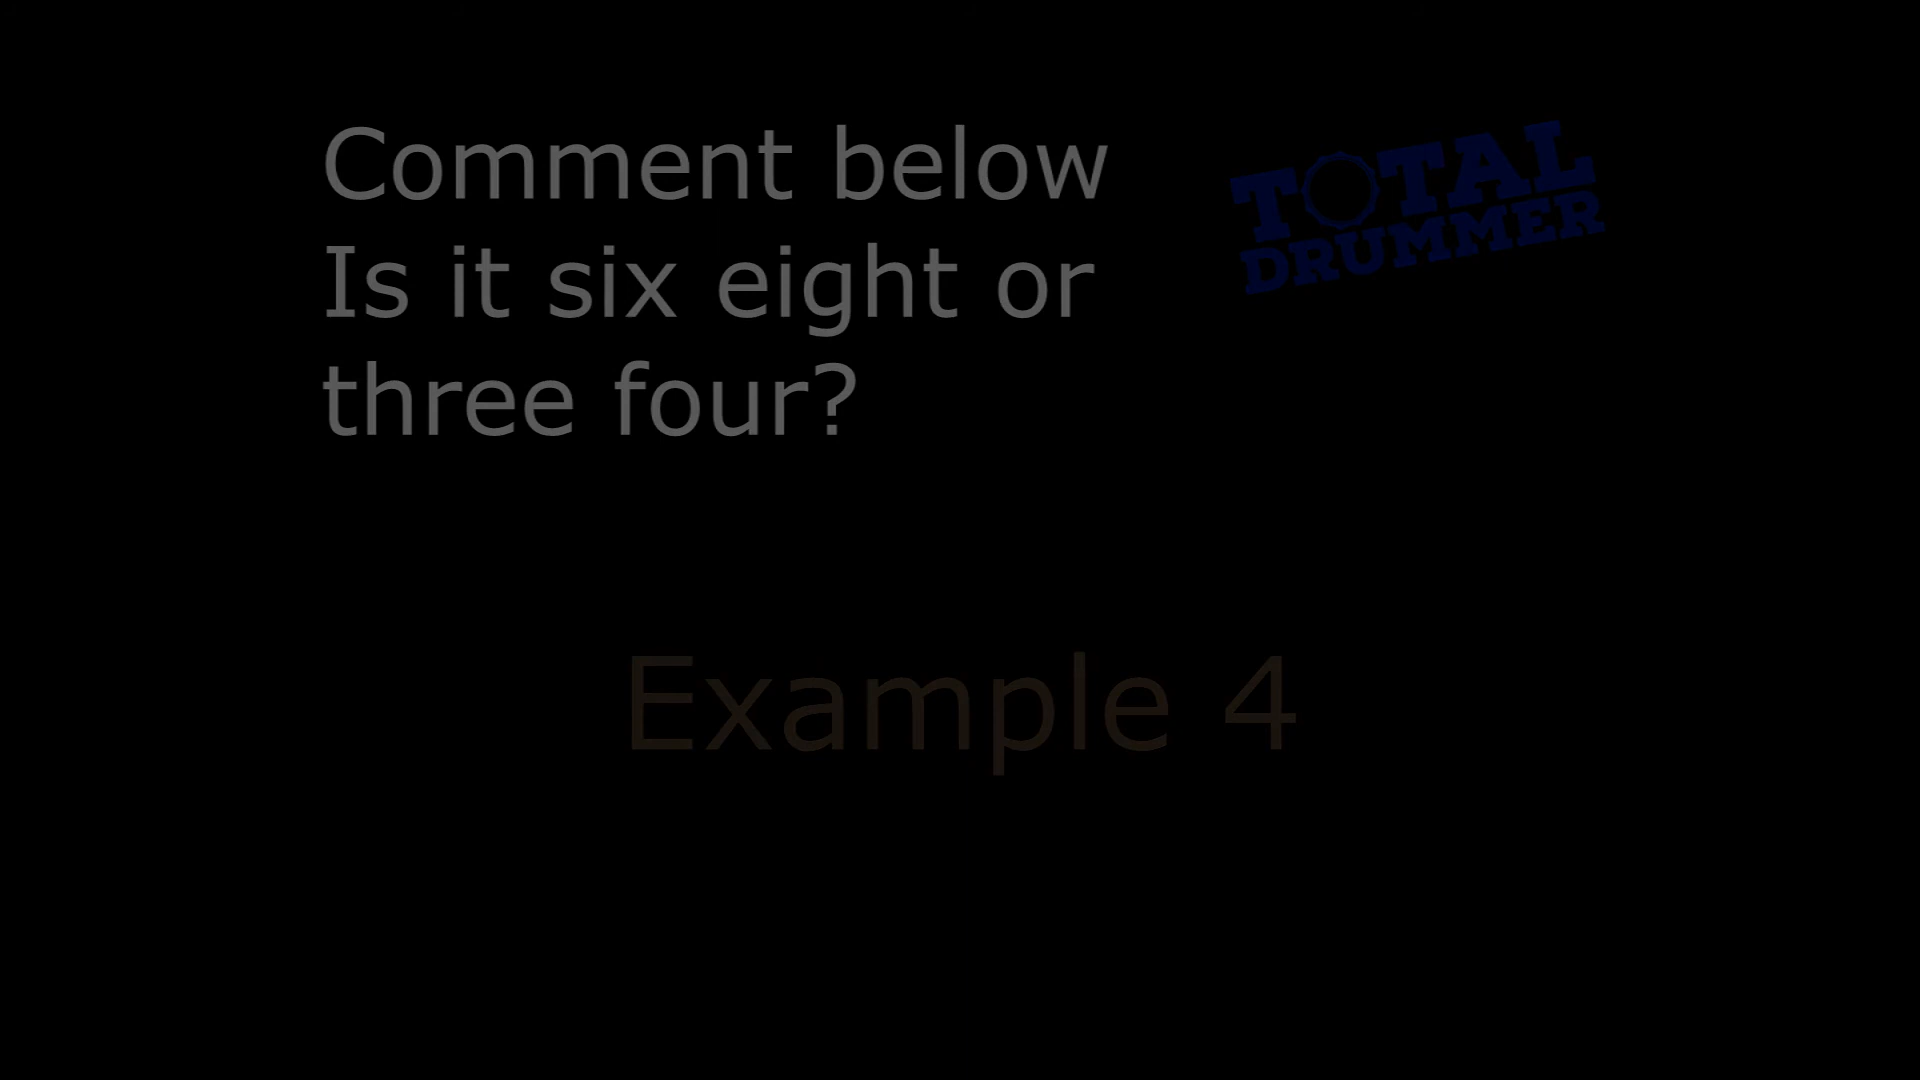 Comment below
Is it six eight or
three four?
TOTAL
DRUMMER
Example 4